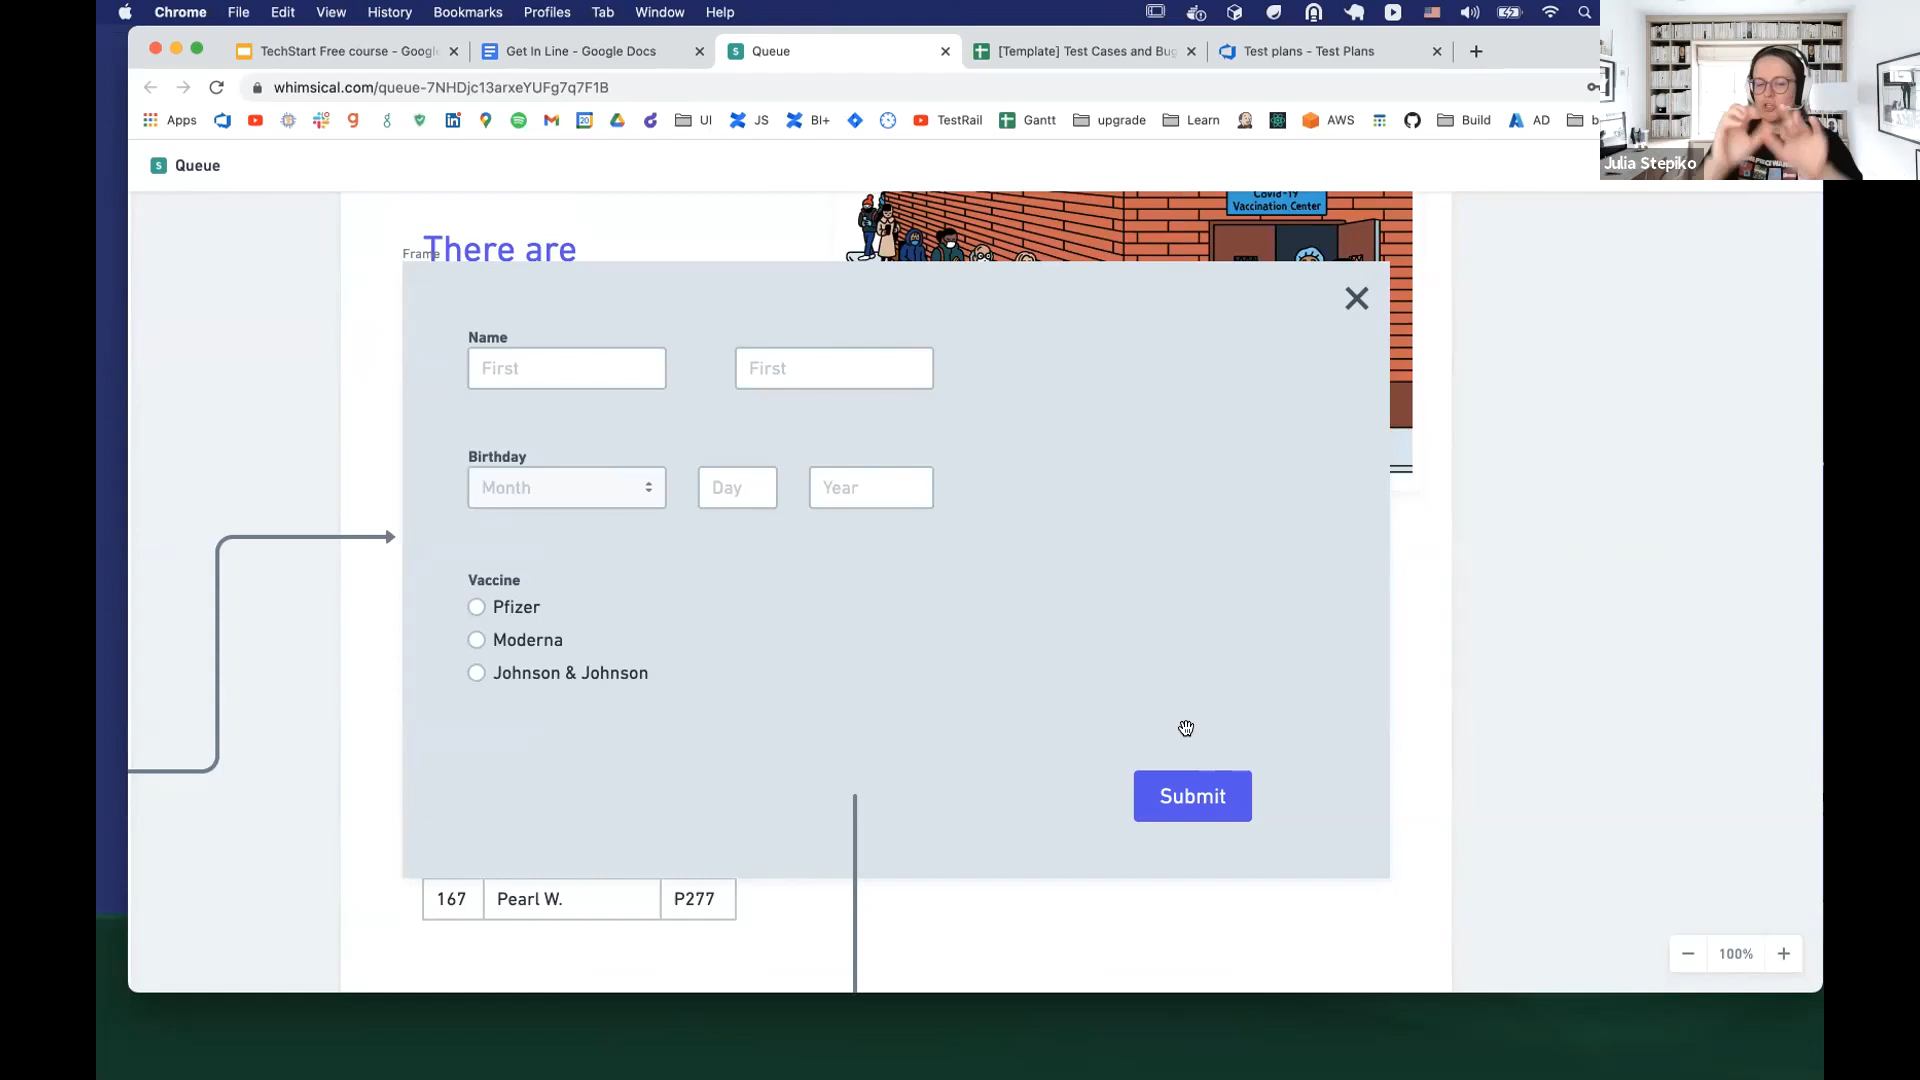 Chrome File Edit View History Bookmarks Profiles Tab Window Help
TechStart Free course - Googl
Get In Line - Google Docs
Queue
[Template] Test Cases and Bug
Test plans - Test Plans
whimsical.com/queue-7NHDjc13arxeYUFg7q7F1B
Apps UI JS BI+ TestRail Gantt upgrade Learn AWS Build AD b
Julia Stepiko
Queue
Covid-19
Vaccination Center
There are
Frame
Name
First First
Birthday
Month Day Year
Vaccine
Pfizer
Moderna
Johnson & Johnson
Submit
167 Pearl W. P277
100%